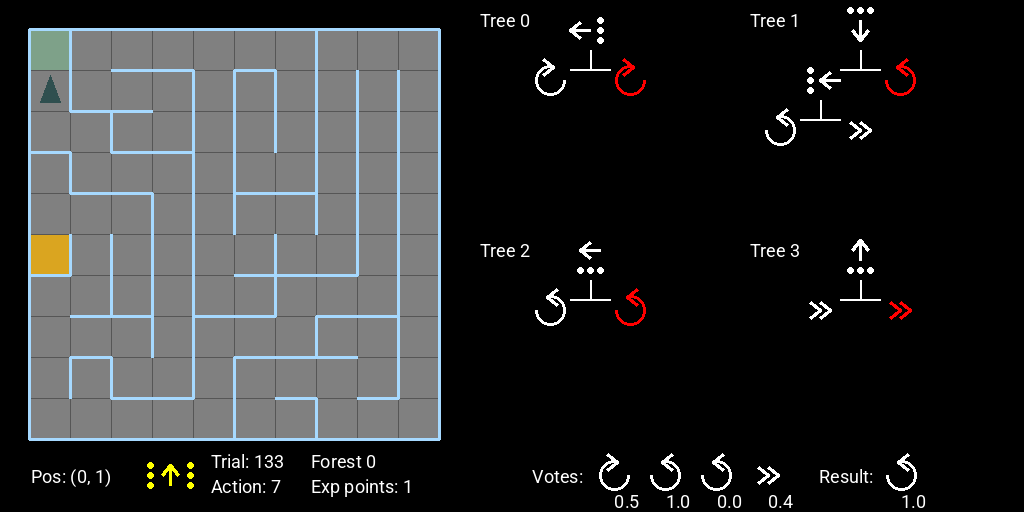 Tree 0
Tree 1
Tree 2
Tree 3
Pos: (0, 1)
Trial: 133
Forest 0
Action: 7
Exp points: 1
Votes:
0.5
1.0
0.0
0.4
Result:
1.0